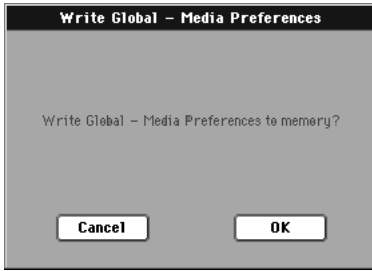 Write Global – Media Preferences
Write Global – Media Preferences to memory?
Cancel
OK